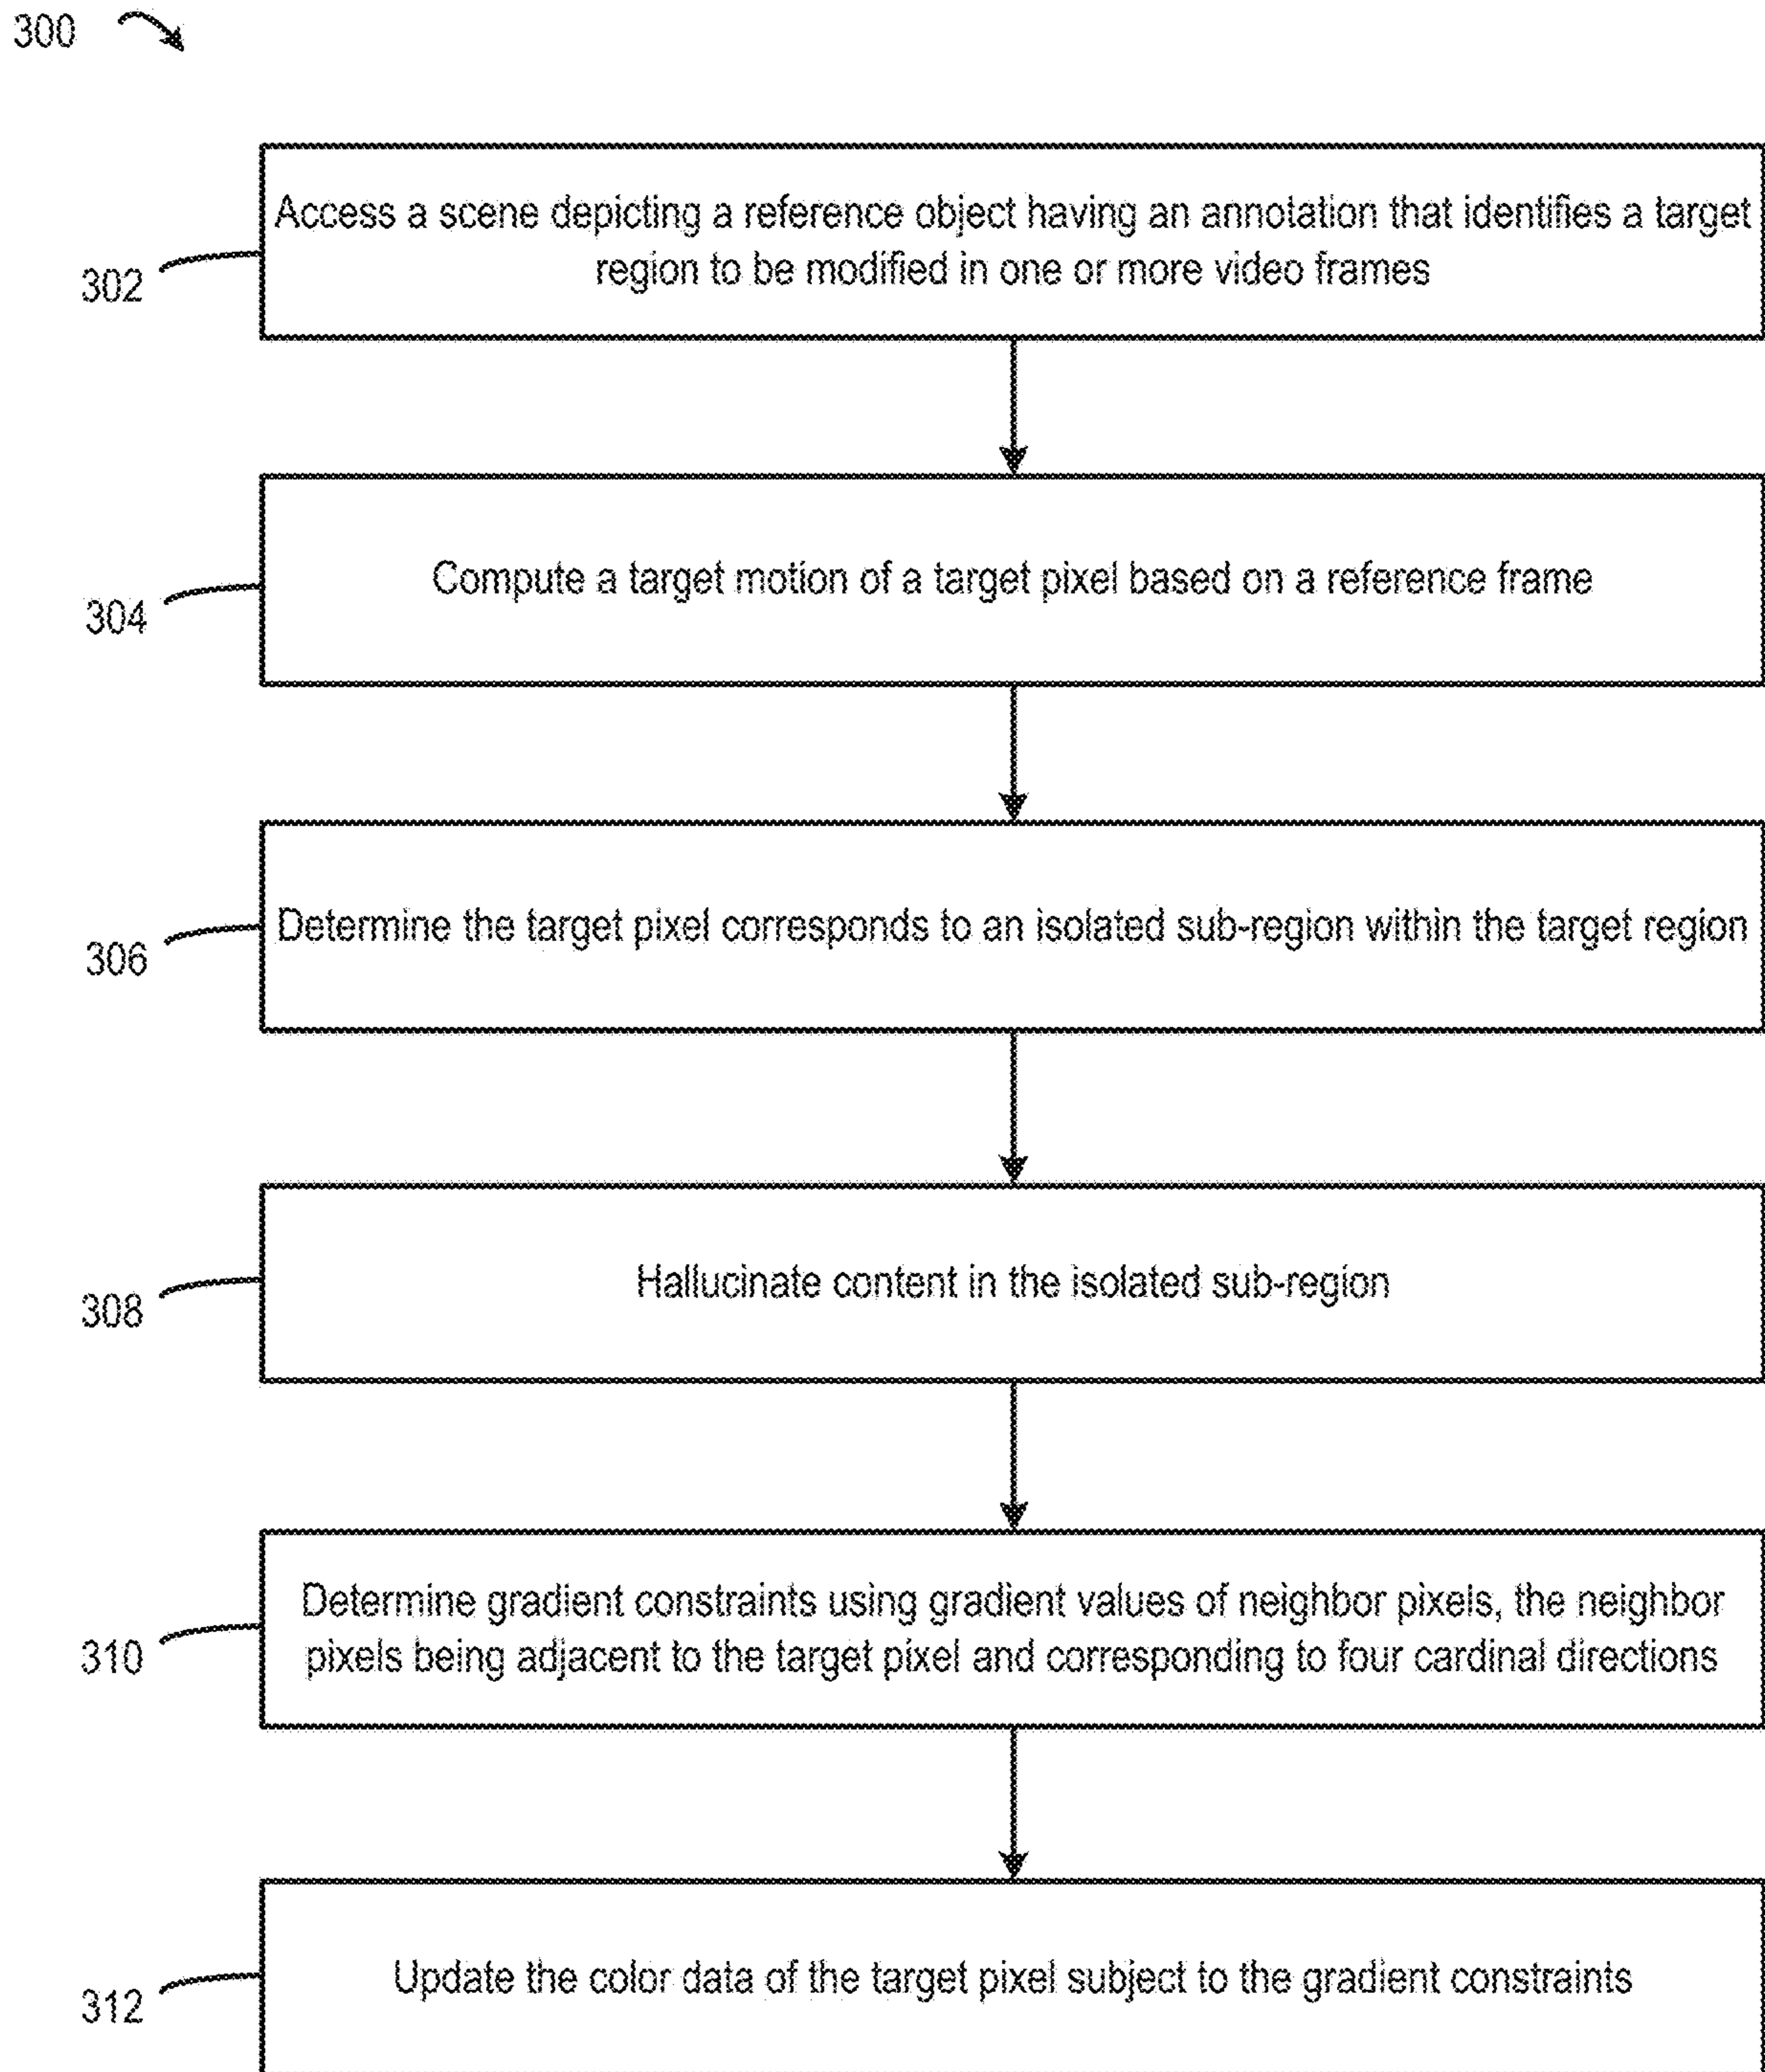 300
Access a scene depicting a reference object having an annotation that identifies a target
region to be modified in one or more video frames
302
Compute a target motion of a target pixel based on a reference frame
304
Determine the target pixel corresponds to an isolated sub-region within the target region
306
Hallucinate content in the isolated sub-region
308
Determine gradient constraints using gradient values of neighbor pixels, the neighbor
pixels being adjacent to the target pixel and corresponding to four cardinal directions
310
Update the color data of the target pixel subject to the gradient constraints
312